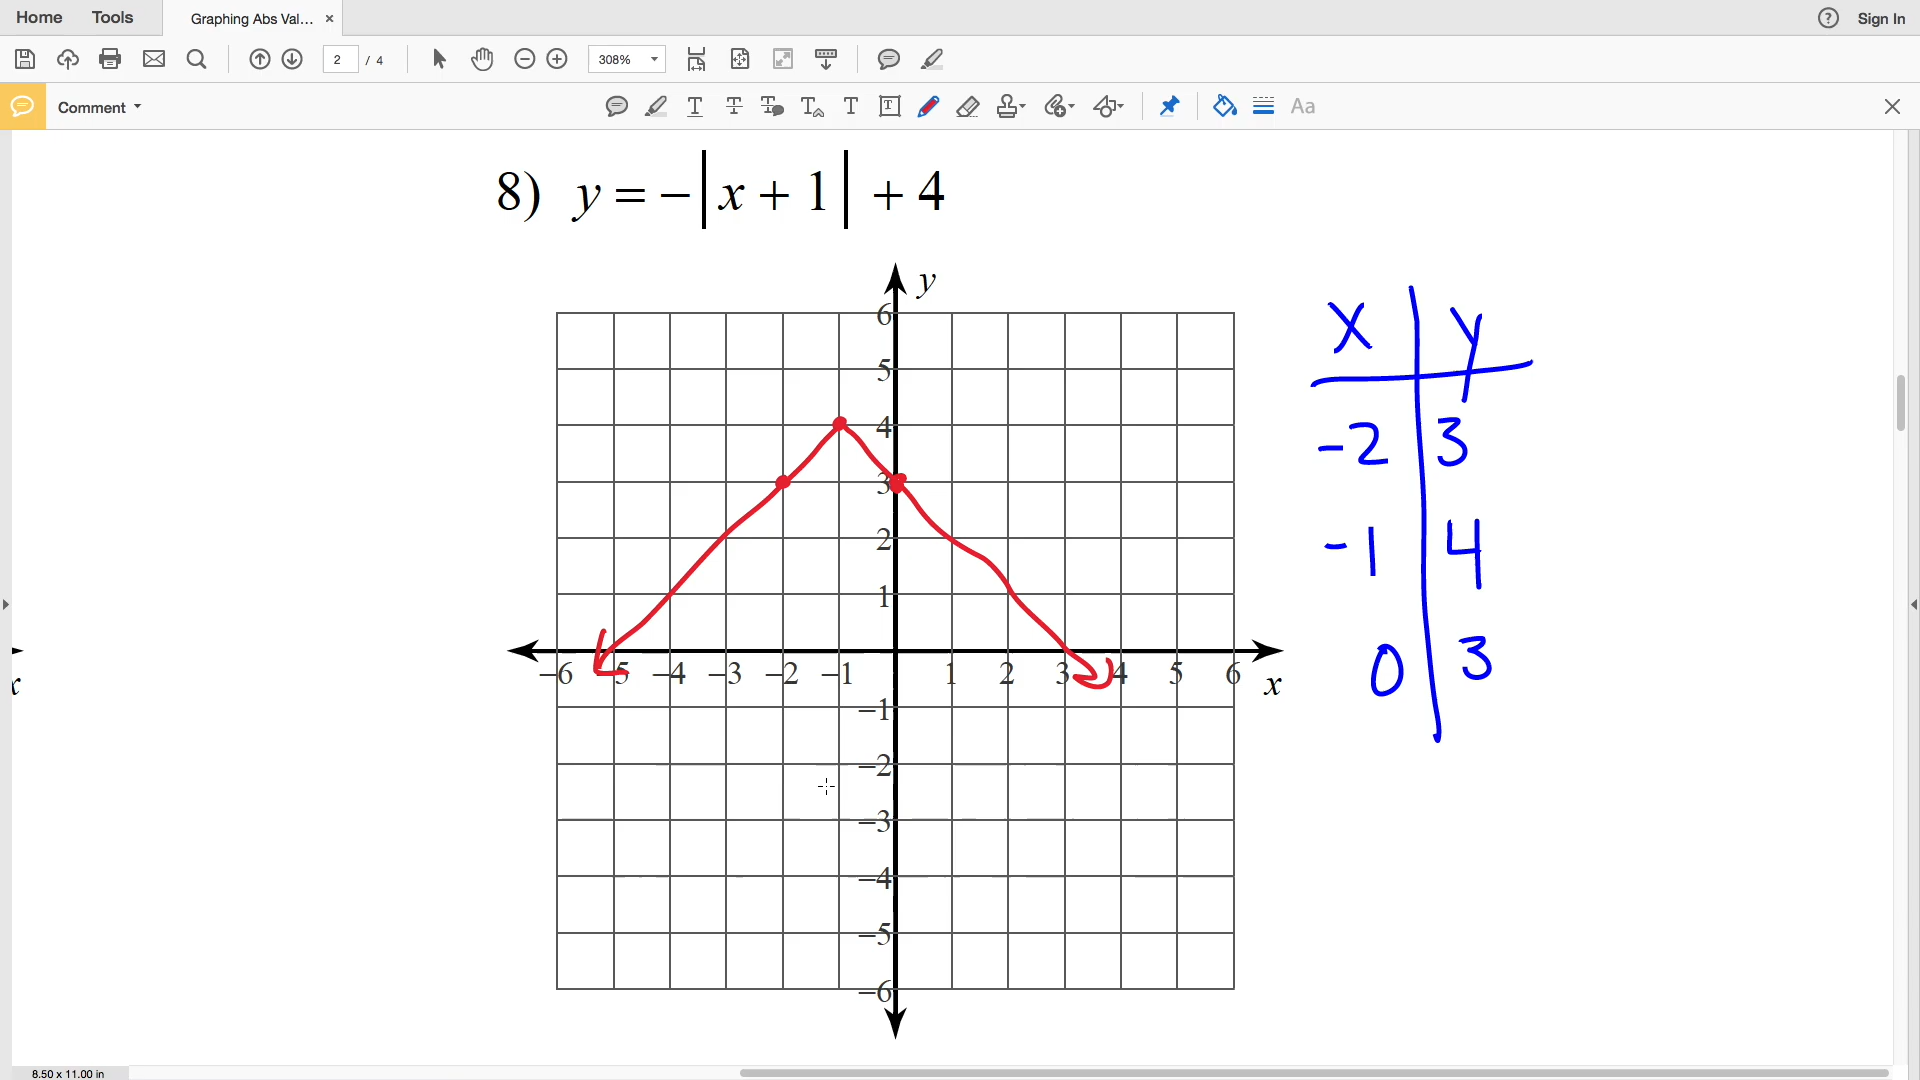 Home Tools Graphing Abs Val... × ? Sign In
2 / 4 308%
Comment T T T T T T Aa
8) y = −|x + 1| + 4
y
6
5
4
3
2
1
−6 −5 −4 −3 −2 −1 1 2 3 4 5 6 x
−1
−2
−3
−4
−5
−6
x y
-2 3
-1 4
0 3
x
8.50 x 11.00 in